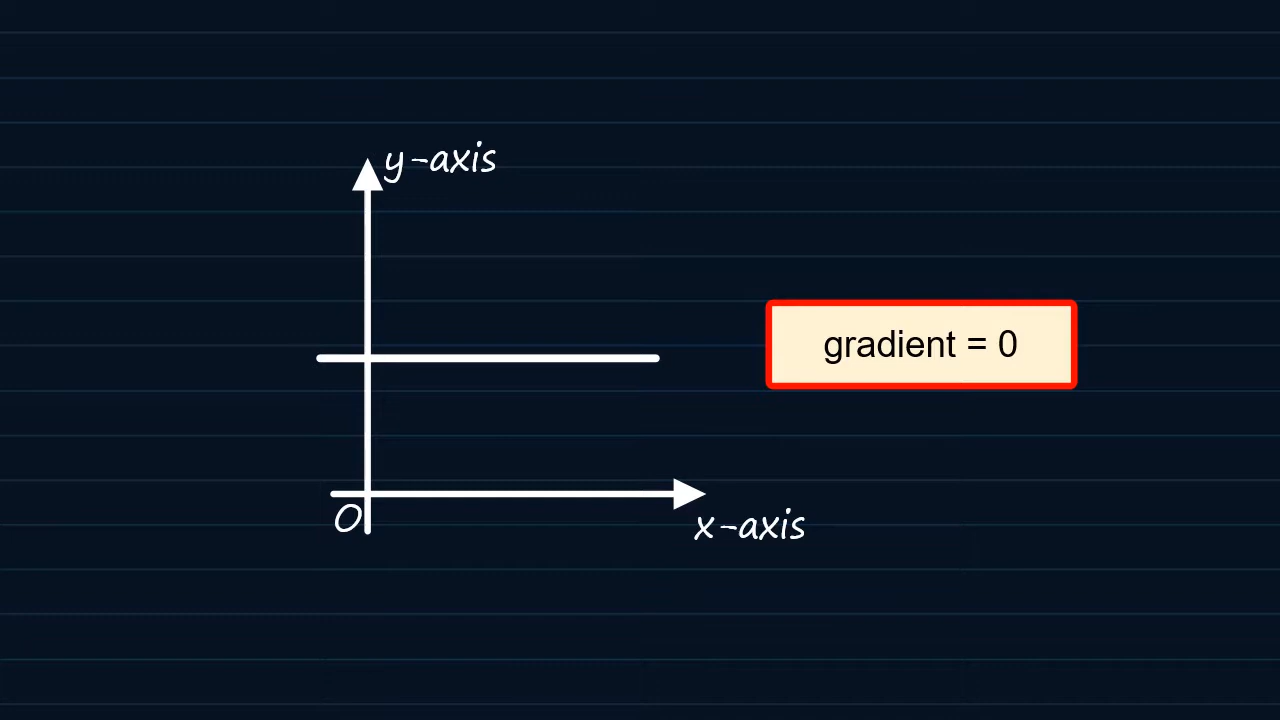 y-axis
gradient = 0
O
x-axis